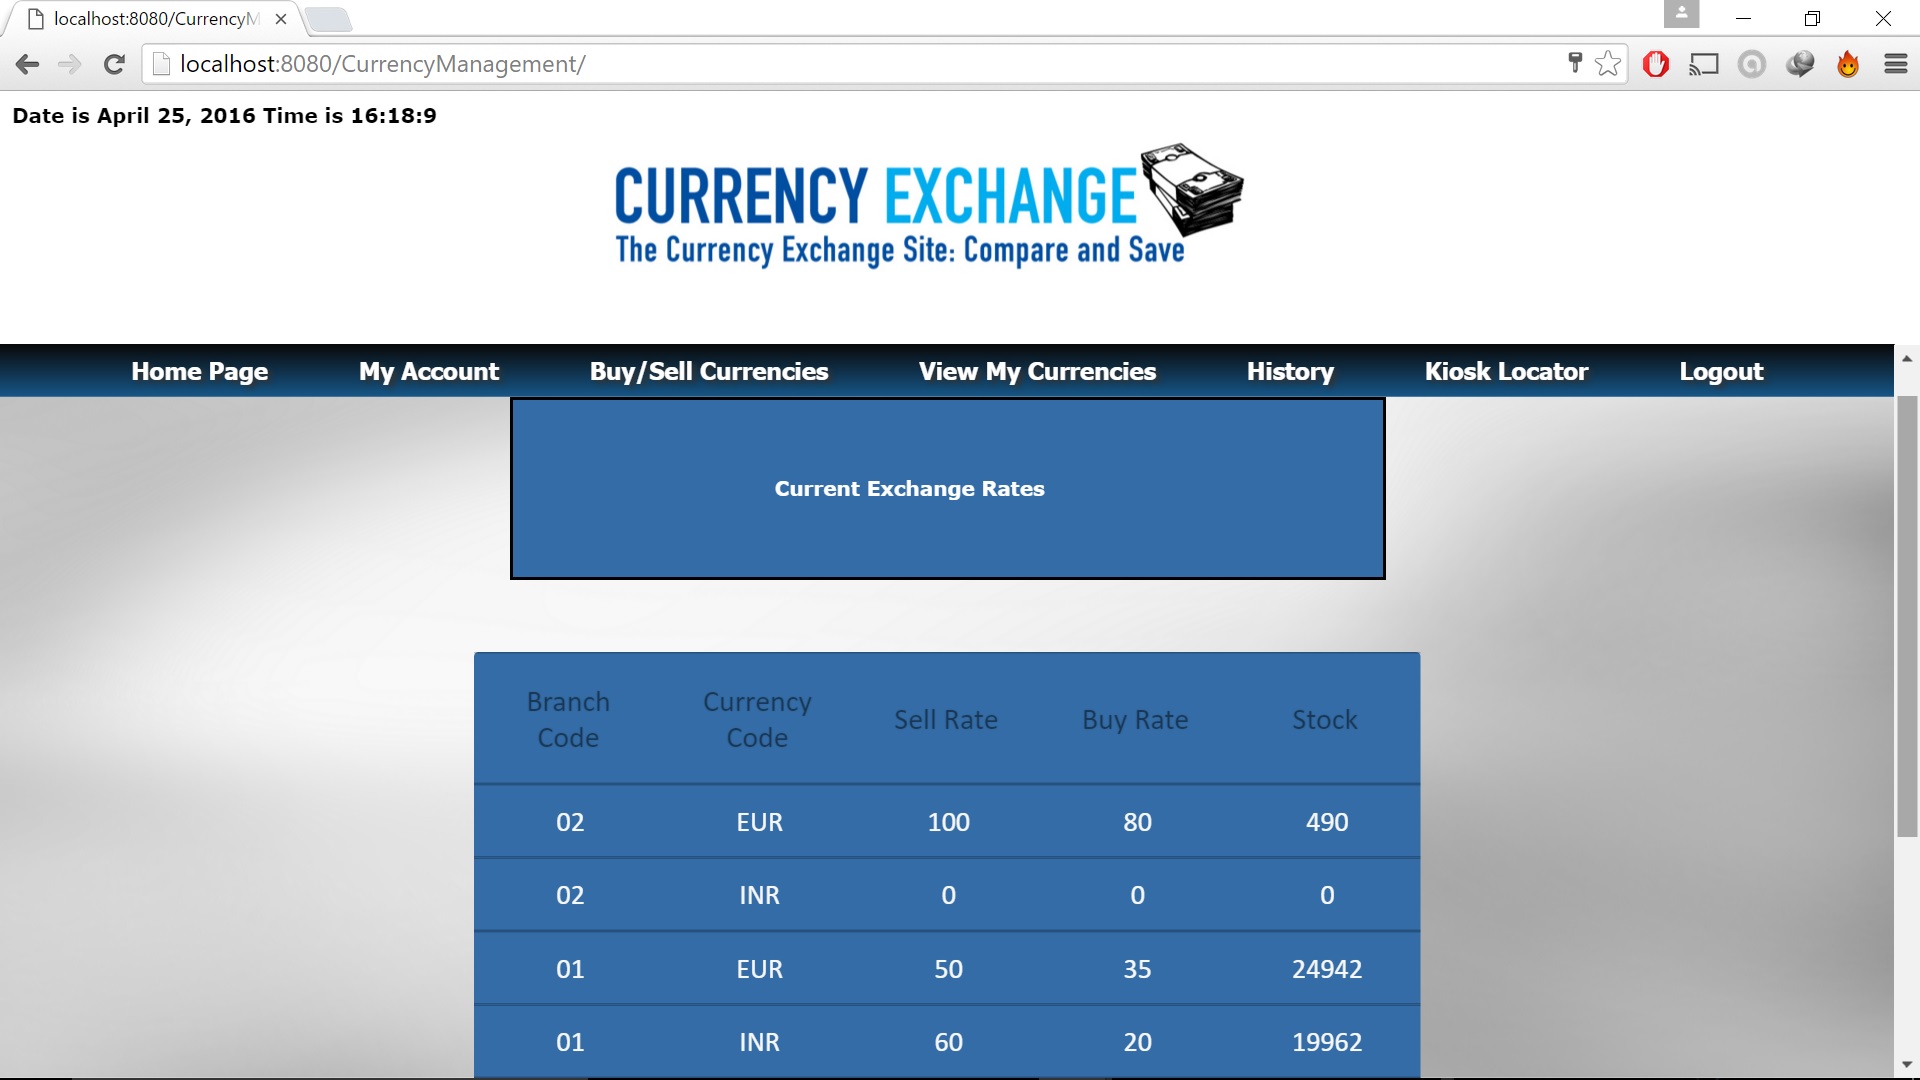 localhost:8080/CurrencyM
localhost:8080/CurrencyManagement/
Date is April 25, 2016 Time is 16:18:9
CURRENCY EXCHANGE
The Currency Exchange Site: Compare and Save
Home Page My Account Buy/Sell Currencies View My Currencies History Kiosk Locator Logout
Current Exchange Rates
Branch Code Currency Code Sell Rate Buy Rate Stock
02 EUR 100 80 490
02 INR 0 0 0
01 EUR 50 35 24942
01 INR 60 20 19962